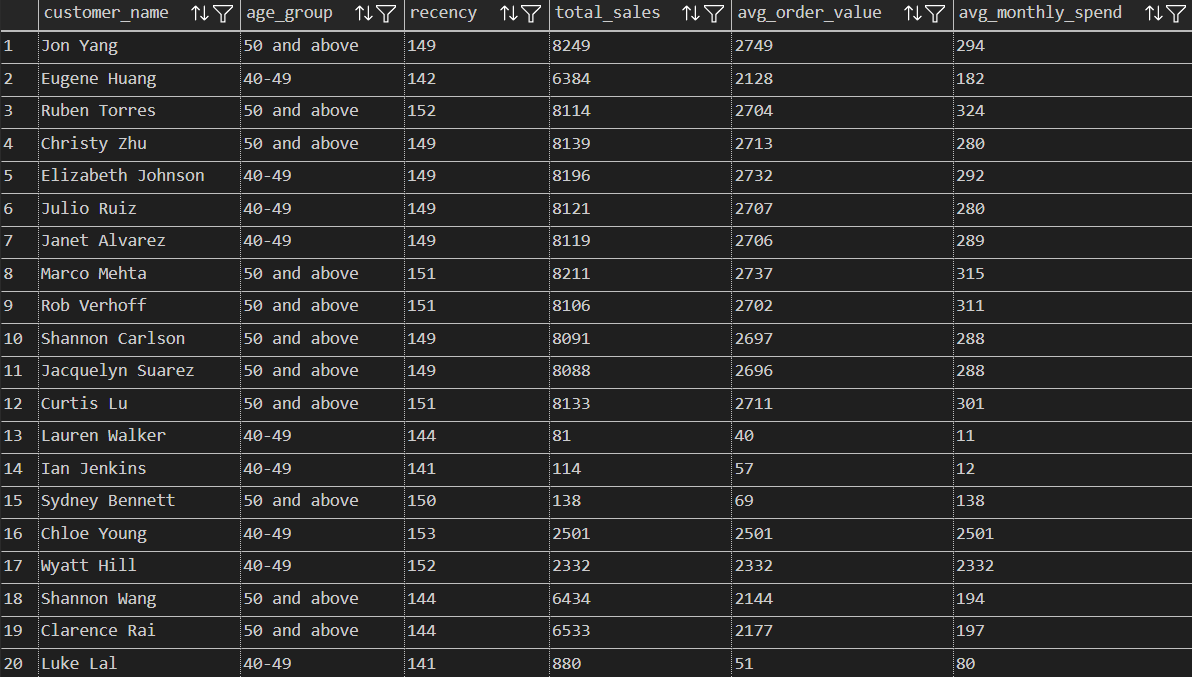 customer_name age_group recency total_sales avg_order_value avg_monthly_spend
1 Jon Yang 50 and above 149 8249 2749 294
2 Eugene Huang 40-49 142 6384 2128 182
3 Ruben Torres 50 and above 152 8114 2704 324
4 Christy Zhu 50 and above 149 8139 2713 280
5 Elizabeth Johnson 40-49 149 8196 2732 292
6 Julio Ruiz 40-49 149 8121 2707 280
7 Janet Alvarez 40-49 149 8119 2706 289
8 Marco Mehta 50 and above 151 8211 2737 315
9 Rob Verhoff 50 and above 151 8106 2702 311
10 Shannon Carlson 50 and above 149 8091 2697 288
11 Jacquelyn Suarez 50 and above 149 8088 2696 288
12 Curtis Lu 50 and above 151 8133 2711 301
13 Lauren Walker 40-49 144 81 40 11
14 Ian Jenkins 40-49 141 114 57 12
15 Sydney Bennett 50 and above 150 138 69 138
16 Chloe Young 40-49 153 2501 2501 2501
17 Wyatt Hill 40-49 152 2332 2332 2332
18 Shannon Wang 50 and above 144 6434 2144 194
19 Clarence Rai 50 and above 144 6533 2177 197
20 Luke Lal 40-49 141 880 51 80